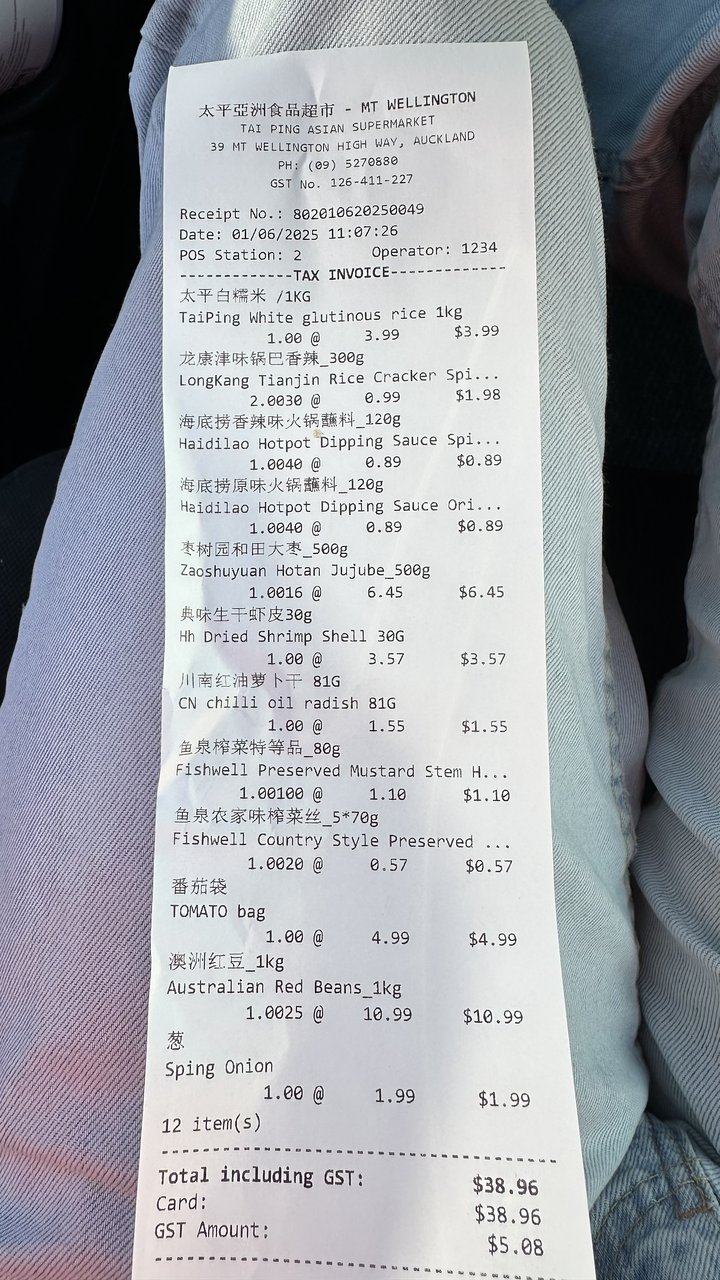 太平亞洲食品超市 - MT WELLINGTON
TAI PING ASIAN SUPERMARKET
39 MT WELLINGTON HIGH WAY, AUCKLAND
PH: (09) 5270880
GST No. 126-411-227
Receipt No.: 802010620250049
Date: 01/06/2025 11:07:26
POS Station: 2 Operator: 1234
-------------TAX INVOICE-------------
太平白糯米 /1KG
TaiPing White glutinous rice 1kg
1.00 @ 3.99 $3.99
龙康津味锅巴香辣_300g
LongKang Tianjin Rice Cracker Spi...
2.0030 @ 0.99 $1.98
海底捞香辣味火锅蘸料_120g
Haidilao Hotpot Dipping Sauce Spi...
1.0040 @ 0.89 $0.89
海底捞原味火锅蘸料_120g
Haidilao Hotpot Dipping Sauce Ori...
1.0040 @ 0.89 $0.89
枣树园和田大枣_500g
Zaoshuyuan Hotan Jujube_500g
1.0016 @ 6.45 $6.45
典味生干虾皮30g
Hh Dried Shrimp Shell 30G
1.00 @ 3.57 $3.57
川南红油萝卜干 81G
CN chilli oil radish 81G
1.00 @ 1.55 $1.55
鱼泉榨菜特等品_80g
Fishwell Preserved Mustard Stem H...
1.00100 @ 1.10 $1.10
鱼泉农家味榨菜丝_5*70g
Fishwell Country Style Preserved ...
1.0020 @ 0.57 $0.57
番茄袋
TOMATO bag
1.00 @ 4.99 $4.99
澳洲红豆_1kg
Australian Red Beans_1kg
1.0025 @ 10.99 $10.99
葱
Sping Onion
1.00 @ 1.99 $1.99
12 item(s)
Total including GST: $38.96
Card: $38.96
GST Amount: $5.08